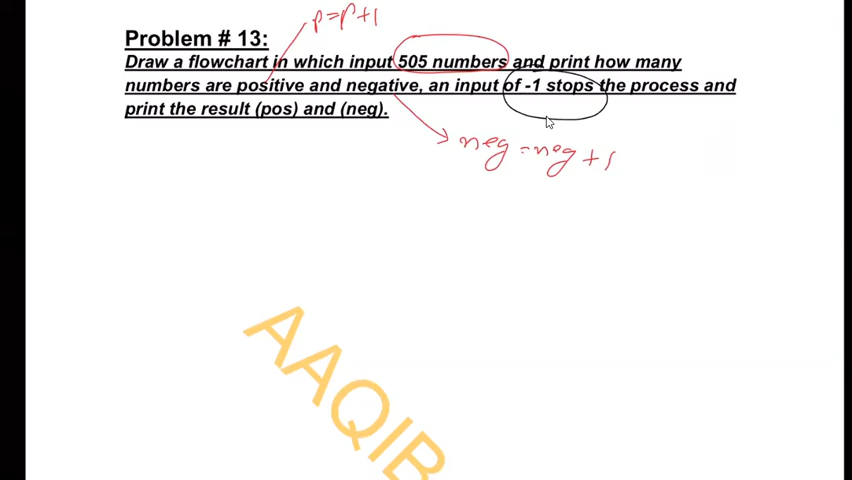 p=p+1
Problem # 13:
Draw a flowchart in which input 505 numbers and print how many
numbers are positive and negative, an input of -1 stops the process and
print the result (pos) and (neg).
neg = neg + 1
AAQIB